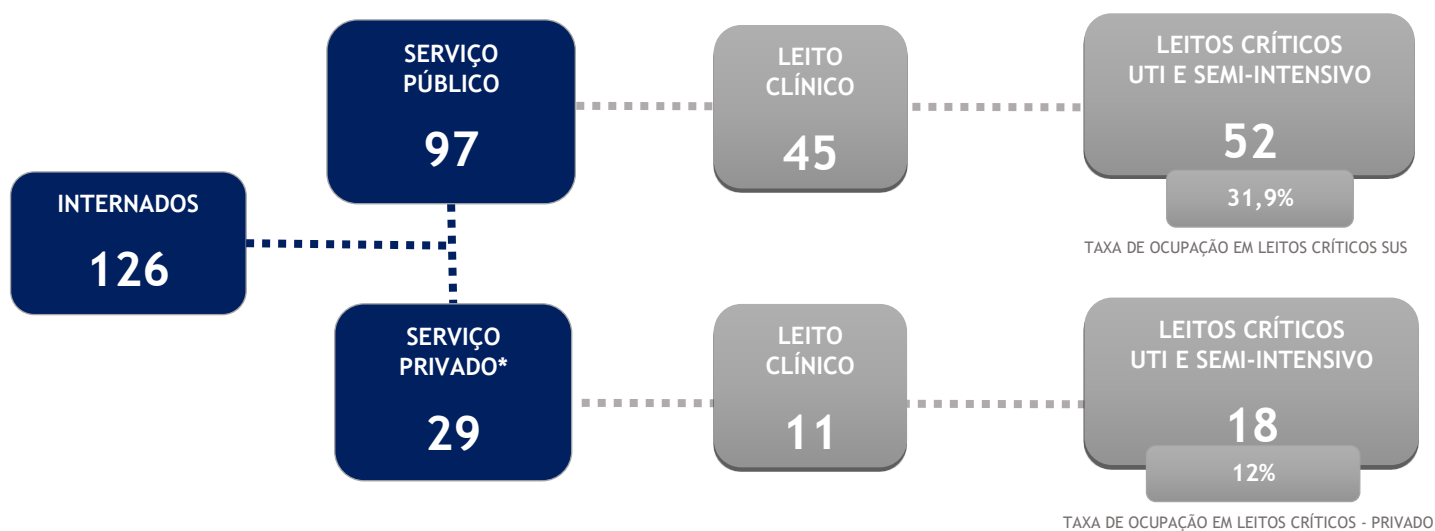 INTERNADOS
126
SERVIÇO
PÚBLICO
97
LEITO
CLÍNICO
45
LEITOS CRÍTICOS
UTI E SEMI-INTENSIVO
52
31,9%
TAXA DE OCUPAÇÃO EM LEITOS CRÍTICOS SUS
SERVIÇO
PRIVADO*
29
LEITO
CLÍNICO
11
LEITOS CRÍTICOS
UTI E SEMI-INTENSIVO
18
12%
TAXA DE OCUPAÇÃO EM LEITOS CRÍTICOS - PRIVADO